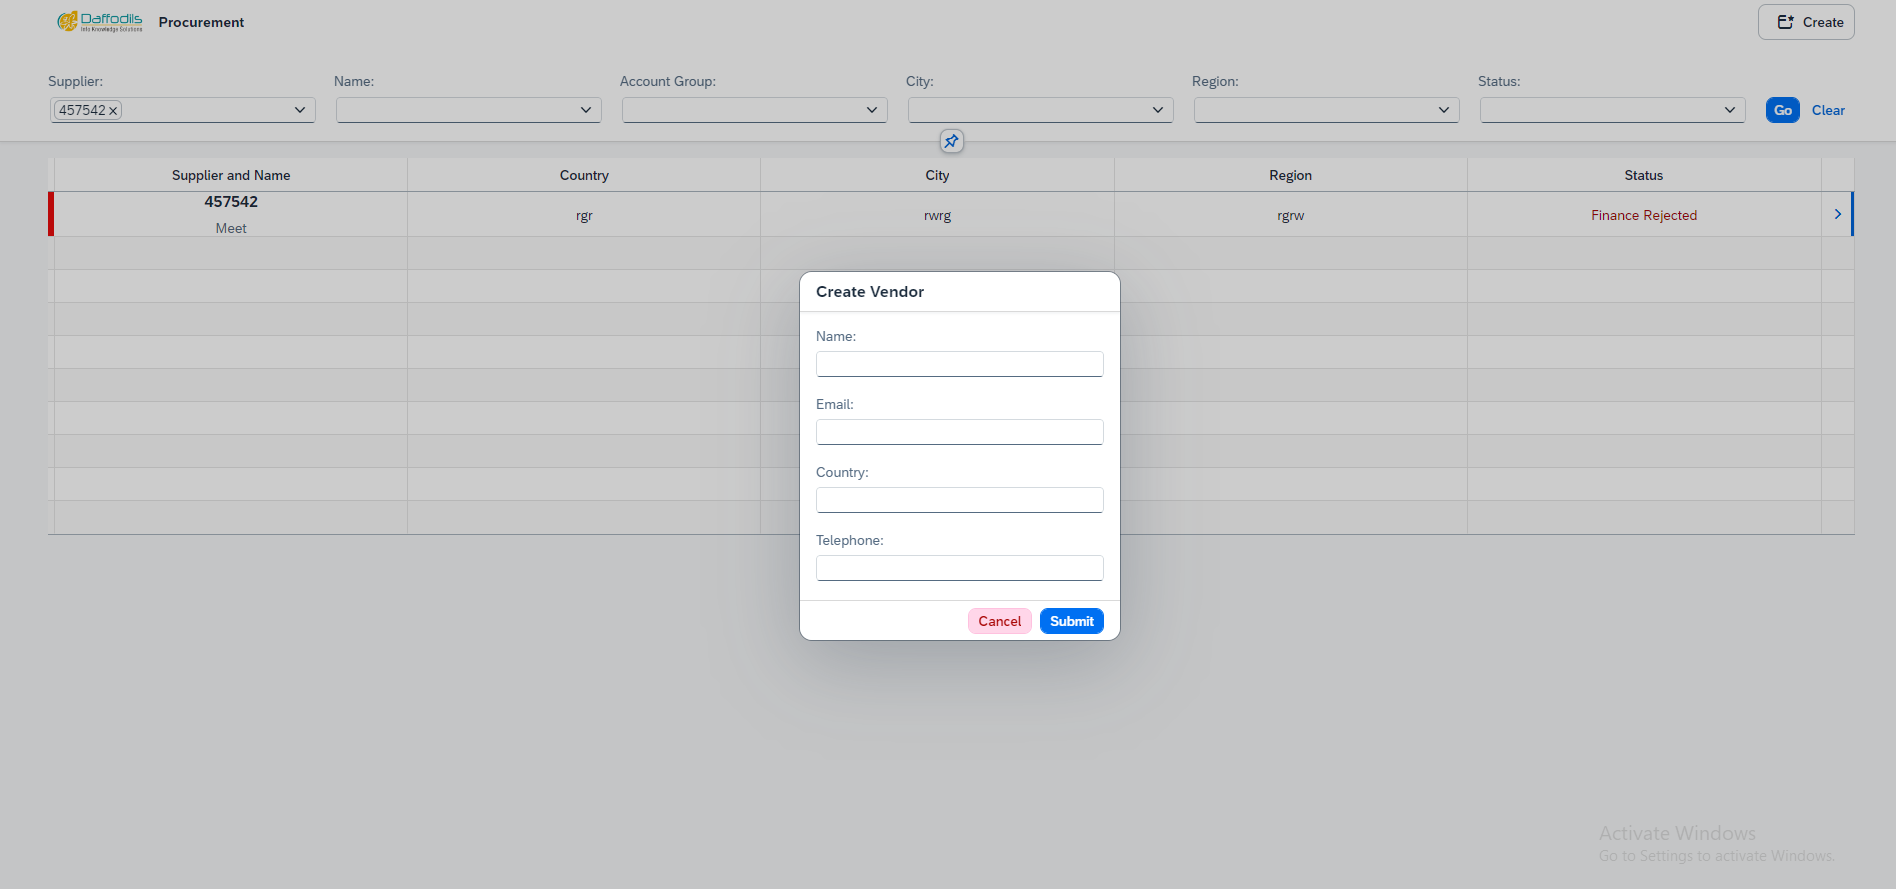 Daffodils
Info Knowledge Solutions
Procurement
Create
Supplier: Name: Account Group: City: Region: Status:
457542
Go Clear
Supplier and Name Country City Region Status
457542
Meet rgr rwrg rgrw Finance Rejected
Create Vendor
Name:
Email:
Country:
Telephone:
Cancel Submit
Activate Windows
Go to Settings to activate Windows.